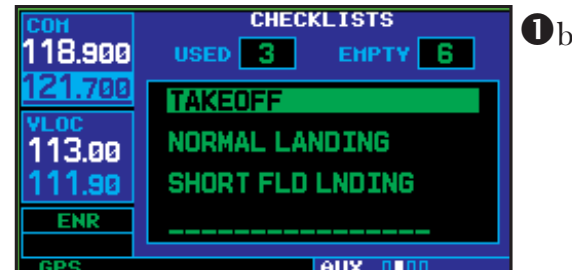 COM
118.900
121.700
VLOC
113.00
111.90
ENR
GPS
CHECKLISTS
USED 3 EMPTY 6
TAKEOFF
NORMAL LANDING
SHORT FLD LNDING
_________________
AUX
❶b